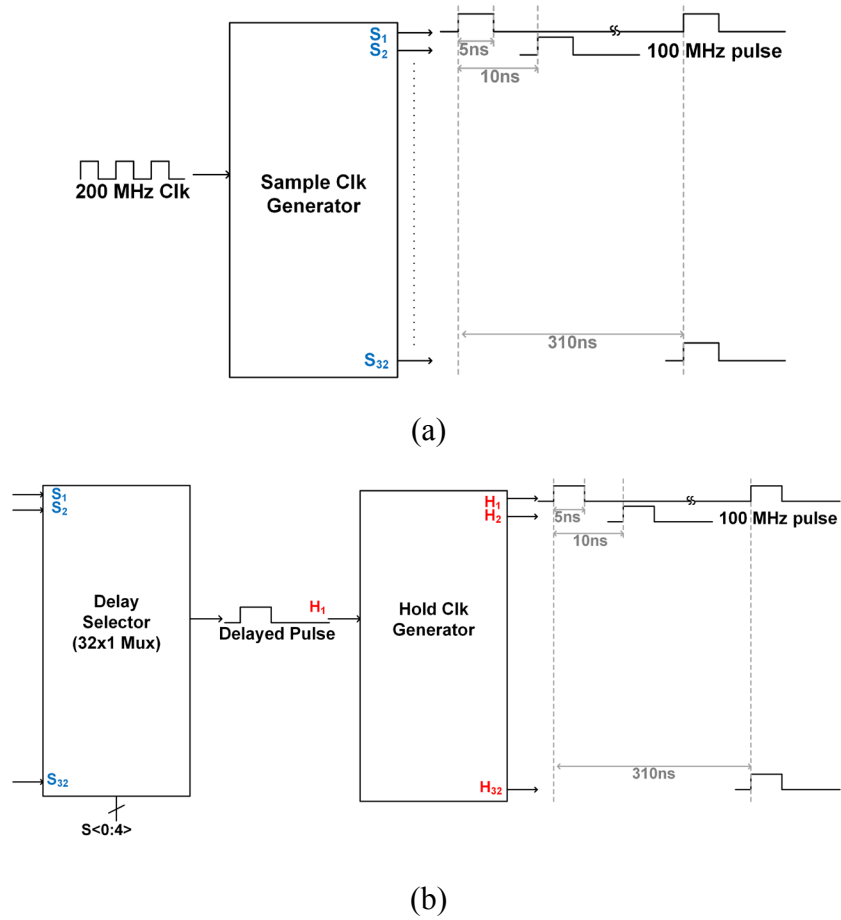 S1
S2
5ns
10ns
100 MHz pulse
200 MHz Clk
Sample Clk
Generator
310ns
S32
(a)
S1
S2
H1
H2
5ns
10ns
100 MHz pulse
Delay
Selector
(32x1 Mux)
H1
Delayed Pulse
Hold Clk
Generator
310ns
S32
H32
S<0:4>
(b)